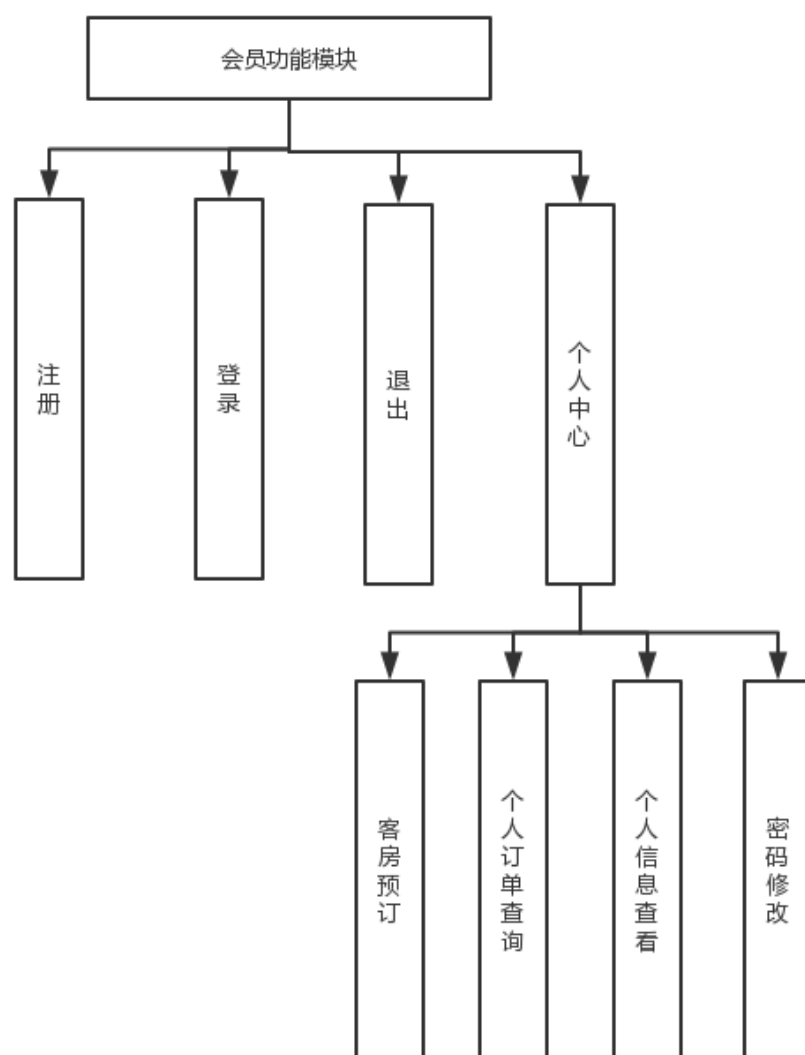 会员功能模块
注册
登录
退出
个人中心
客房预订
个人订单查询
个人信息查看
密码修改